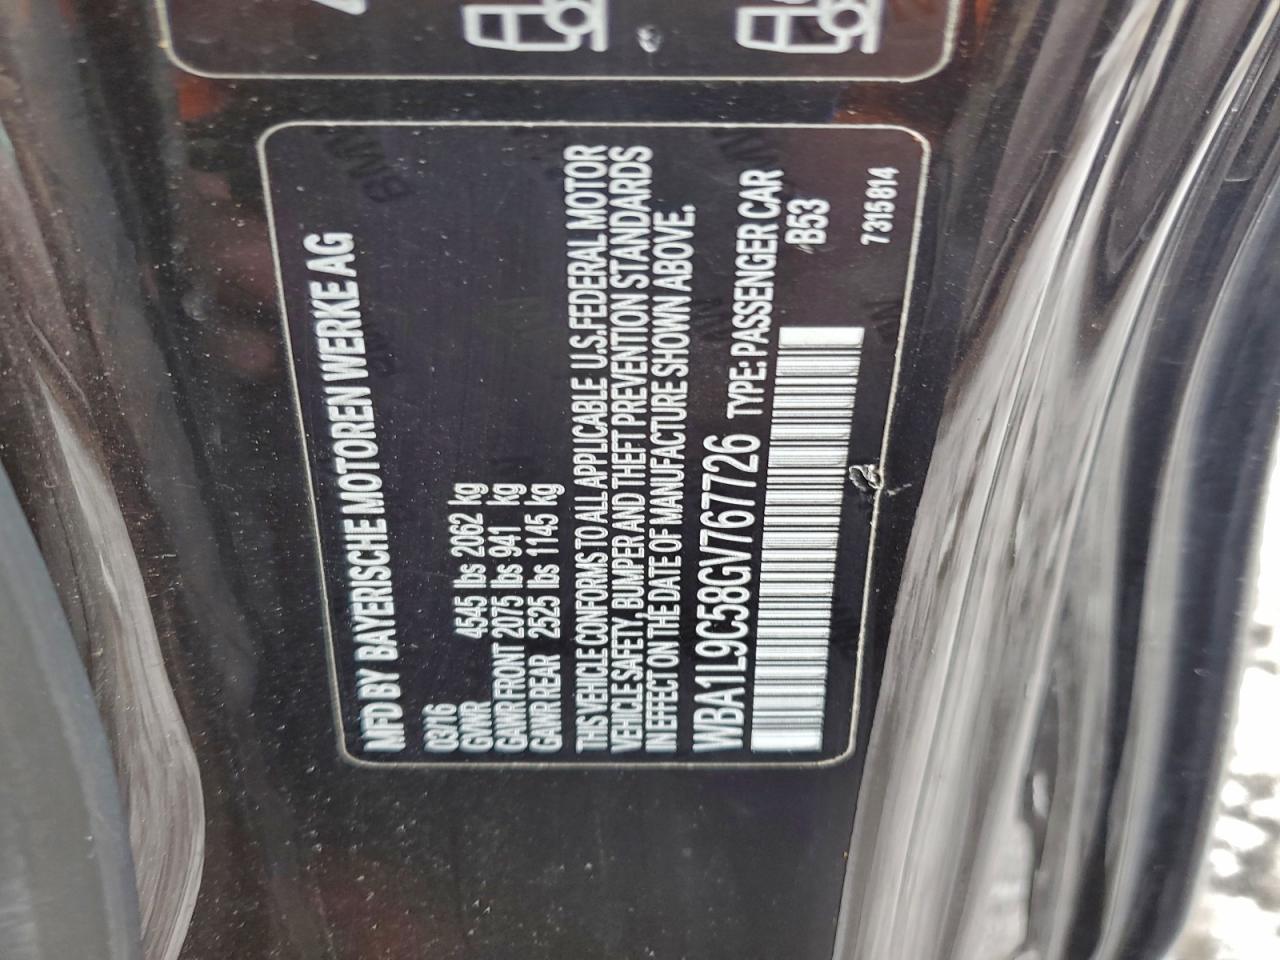 MFD BY BAYERISCHE MOTOREN WERKE AG
03/16
GVWR 4545 lbs 2062 kg
GAWR FRONT 2075 lbs 941 kg
GAWR REAR 2525 lbs 1145 kg
THIS VEHICLE CONFORMS TO ALL APPLICABLE U.S.FEDERAL MOTOR
VEHICLE SAFETY, BUMPER AND THEFT PREVENTION STANDARDS
IN EFFECT ON THE DATE OF MANUFACTURE SHOWN ABOVE.
WBA1L9C58GV767726 TYPE: PASSENGER CAR
B53
7315814